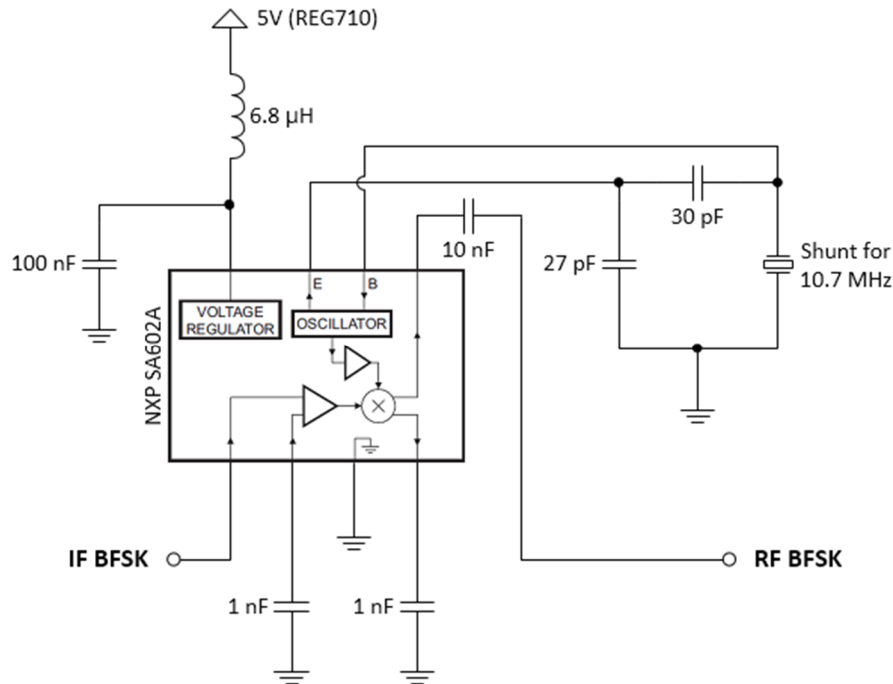 5V (REG710)
6.8 µH
30 pF
100 nF
10 nF
27 pF
Shunt for
10.7 MHz
E
B
VOLTAGE
REGULATOR
OSCILLATOR
NXP SA602A
IF BFSK
RF BFSK
1 nF
1 nF